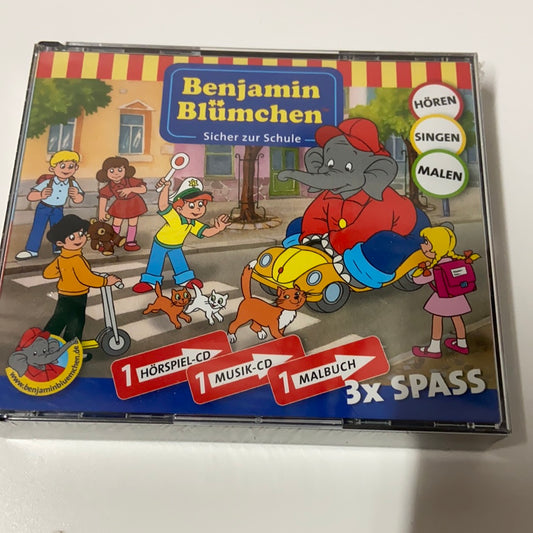 Benjamin
Blümchen
Sicher zur Schule
HÖREN
SINGEN
MALEN
1 HÖRSPIEL-CD
1 MUSIK-CD
1 MALBUCH
3x SPASS
www.benjaminbluemchen.de